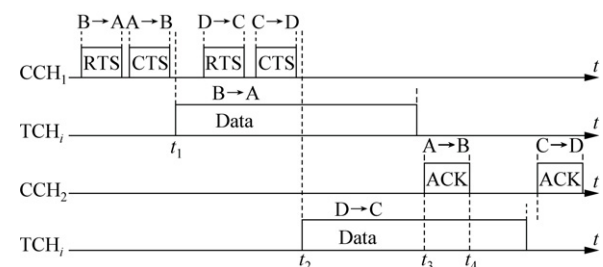 B→A A→B D→C C→D
RTS CTS RTS CTS
CCH₁ t
B→A
Data
TCHᵢ t
t₁
A→B C→D
ACK ACK
CCH₂ t
D→C
Data
TCHᵢ t
t₂ t₃ t₄